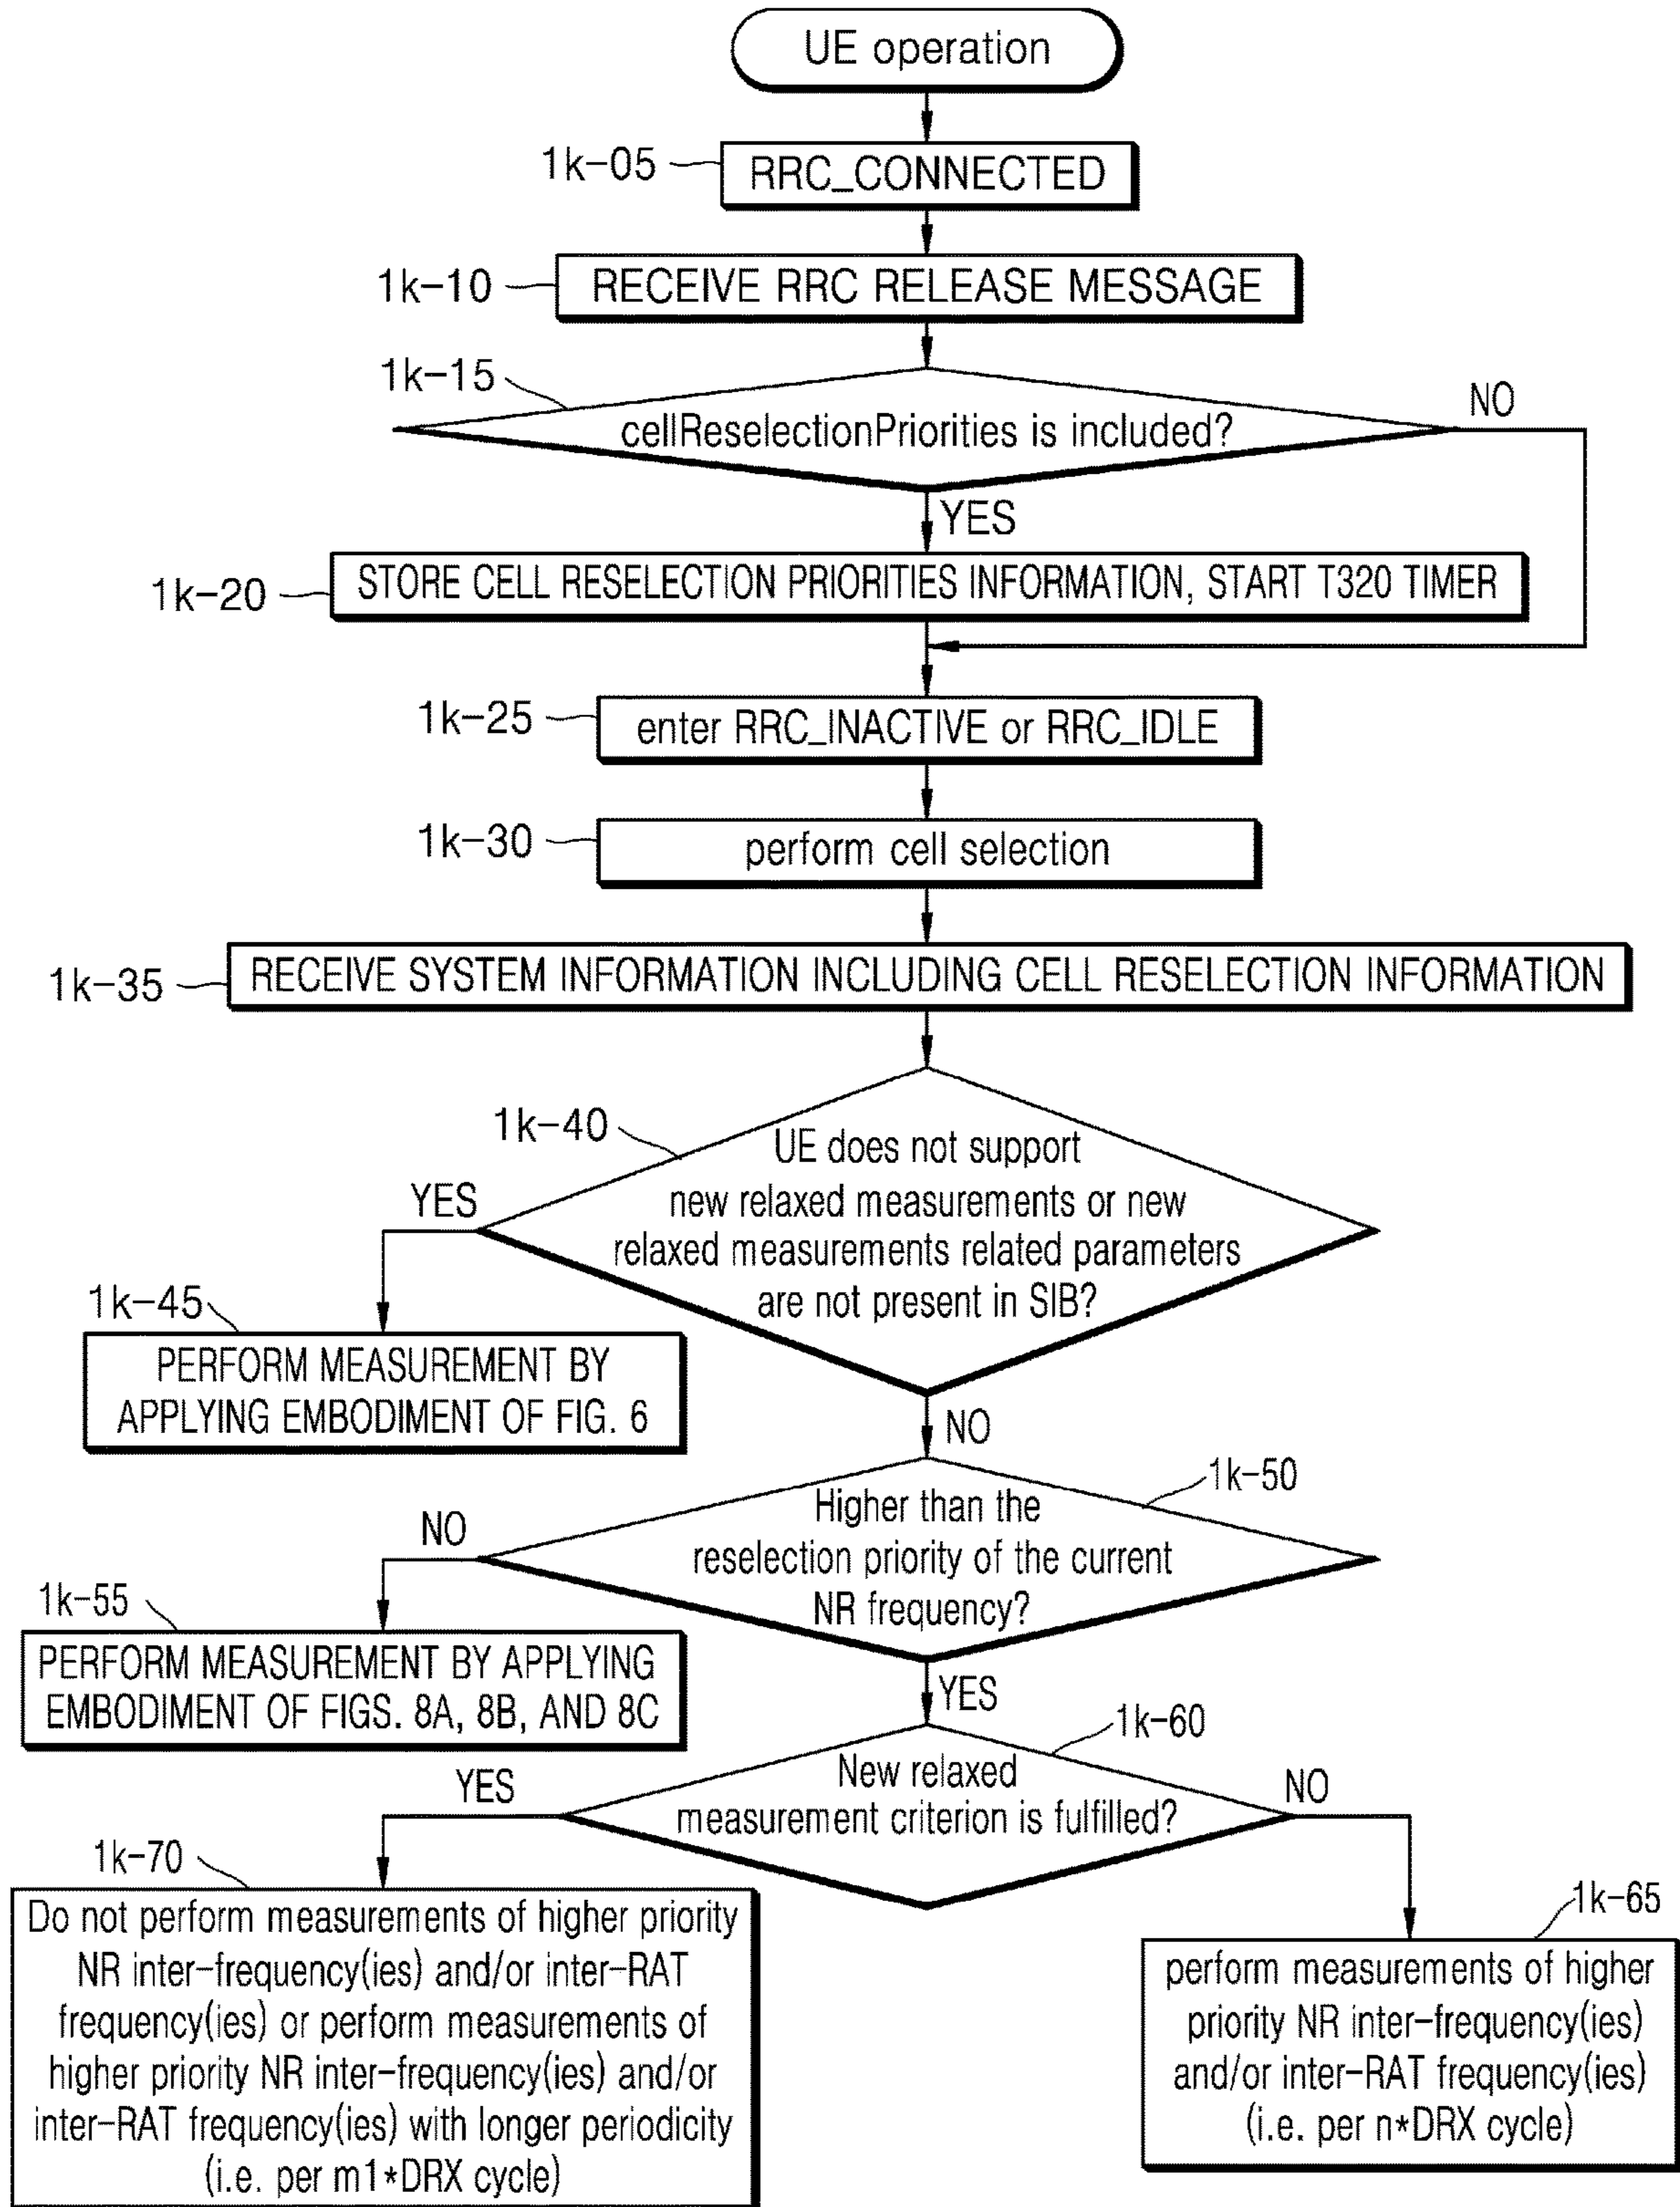 UE operation
1k-05
RRC_CONNECTED
1k-10
RECEIVE RRC RELEASE MESSAGE
1k-15
NO
cellReselectionPriorities is included?
YES
1k-20
STORE CELL RESELECTION PRIORITIES INFORMATION, START T320 TIMER
1k-25
enter RRC_INACTIVE or RRC_IDLE
1k-30
perform cell selection
1k-35
RECEIVE SYSTEM INFORMATION INCLUDING CELL RESELECTION INFORMATION
1k-40
UE does not support
new relaxed measurements or new
relaxed measurements related parameters
are not present in SIB?
YES
1k-45
PERFORM MEASUREMENT BY
APPLYING EMBODIMENT OF FIG. 6
NO
1k-50
Higher than the
reselection priority of the current
NR frequency?
NO
1k-55
PERFORM MEASUREMENT BY APPLYING
EMBODIMENT OF FIGS. 8A, 8B, AND 8C
YES
1k-60
New relaxed
measurement criterion is fulfilled?
YES
NO
1k-70
Do not perform measurements of higher priority
NR inter-frequency(ies) and/or inter-RAT
frequency(ies) or perform measurements of
higher priority NR inter-frequency(ies) and/or
inter-RAT frequency(ies) with longer periodicity
(i.e. per m1*DRX cycle)
1k-65
perform measurements of higher
priority NR inter-frequency(ies)
and/or inter-RAT frequency(ies)
(i.e. per n*DRX cycle)